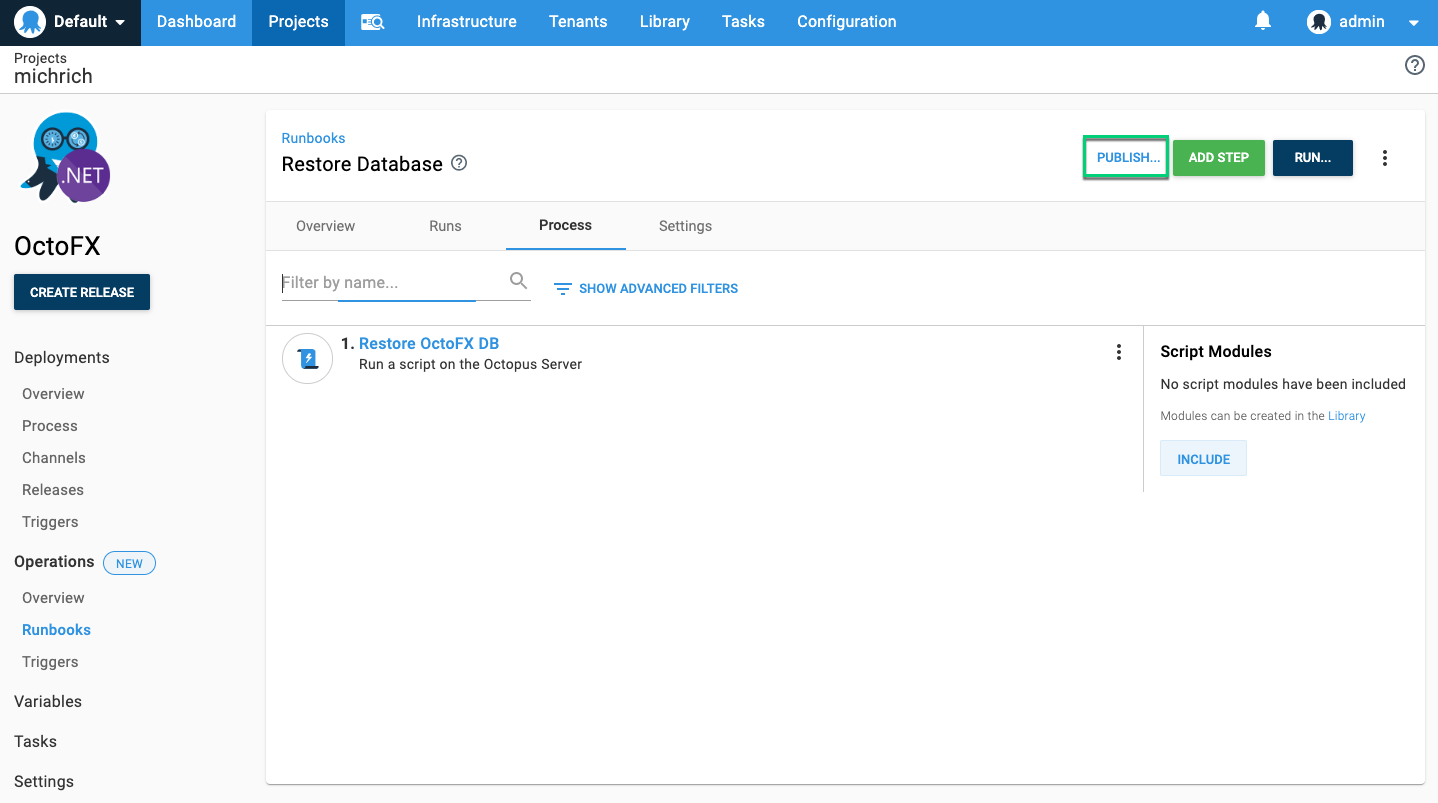 Default Dashboard Projects Infrastructure Tenants Library Tasks Configuration admin
Projects
michrich
.NET
OctoFX
CREATE RELEASE
Deployments
Overview
Process
Channels
Releases
Triggers
Operations NEW
Overview
Runbooks
Triggers
Variables
Tasks
Settings
Runbooks
Restore Database
PUBLISH... ADD STEP RUN...
Overview Runs Process Settings
Filter by name... SHOW ADVANCED FILTERS
1. Restore OctoFX DB
Run a script on the Octopus Server
Script Modules
No script modules have been included
Modules can be created in the Library
INCLUDE